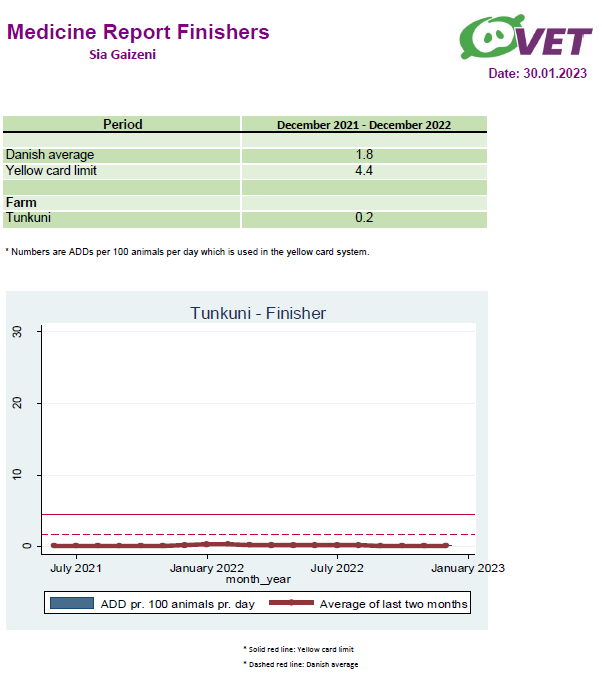 Medicine Report Finishers
Sia Gaizeni
VET
Date: 30.01.2023
Period December 2021 - December 2022
Danish average 1.8
Yellow card limit 4.4
Farm
Tunkuni 0.2
* Numbers are ADDs per 100 animals per day which is used in the yellow card system.
Tunkuni - Finisher
30
20
10
0
July 2021 January 2022 July 2022 January 2023
month_year
ADD pr. 100 animals pr. day Average of last two months
* Solid red line: Yellow card limit
* Dashed red line: Danish average